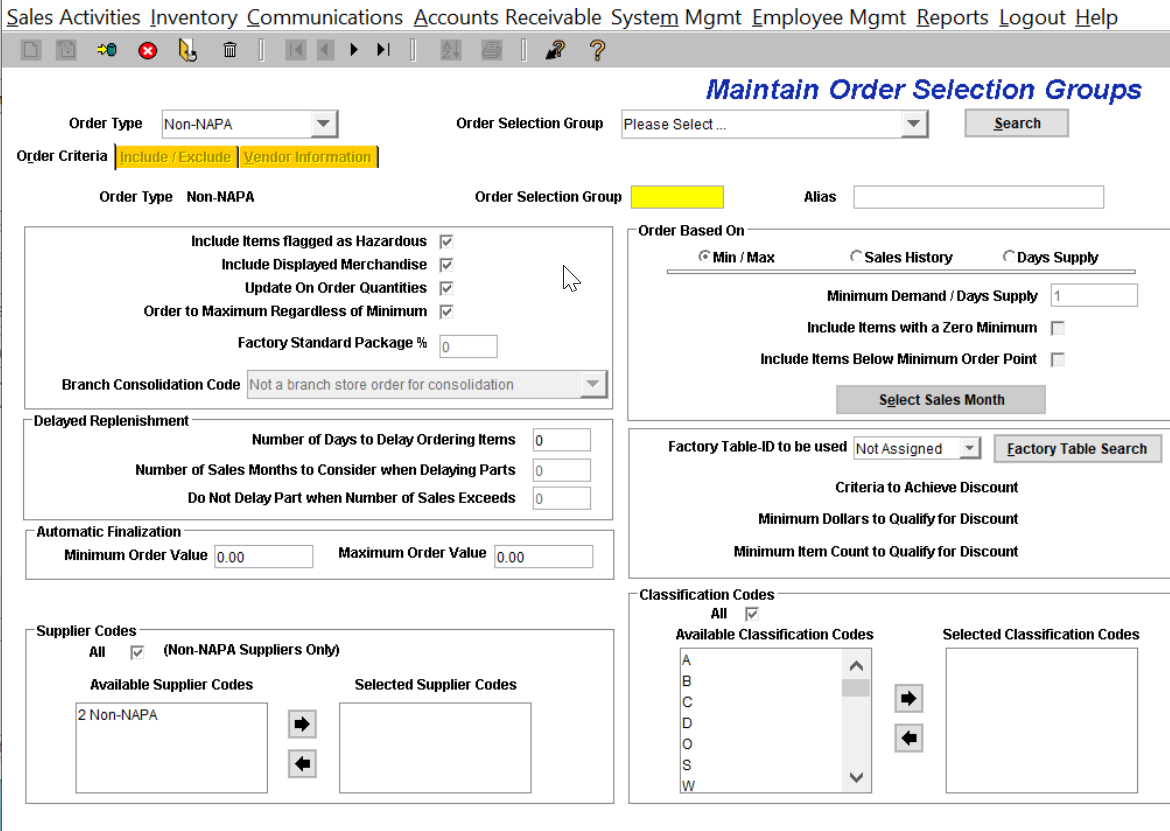 Sales Activities Inventory Communications Accounts Receivable System Mgmt Employee Mgmt Reports Logout Help
Maintain Order Selection Groups
Order Type Non-NAPA Order Selection Group Please Select ... Search
Order Criteria Include / Exclude Vendor Information
Order Type Non-NAPA Order Selection Group Alias
Include Items flagged as Hazardous
Include Displayed Merchandise
Update On Order Quantities
Order to Maximum Regardless of Minimum
Factory Standard Package % 0
Branch Consolidation Code Not a branch store order for consolidation
Order Based On
Min / Max Sales History Days Supply
Minimum Demand / Days Supply 1
Include Items with a Zero Minimum
Include Items Below Minimum Order Point
Select Sales Month
Delayed Replenishment
Number of Days to Delay Ordering Items 0
Number of Sales Months to Consider when Delaying Parts 0
Do Not Delay Part when Number of Sales Exceeds 0
Factory Table-ID to be used Not Assigned Factory Table Search
Criteria to Achieve Discount
Minimum Dollars to Qualify for Discount
Minimum Item Count to Qualify for Discount
Automatic Finalization
Minimum Order Value 0.00 Maximum Order Value 0.00
Supplier Codes
All (Non-NAPA Suppliers Only)
Available Supplier Codes Selected Supplier Codes
2 Non-NAPA
Classification Codes
All
Available Classification Codes Selected Classification Codes
A
B
C
D
O
S
W